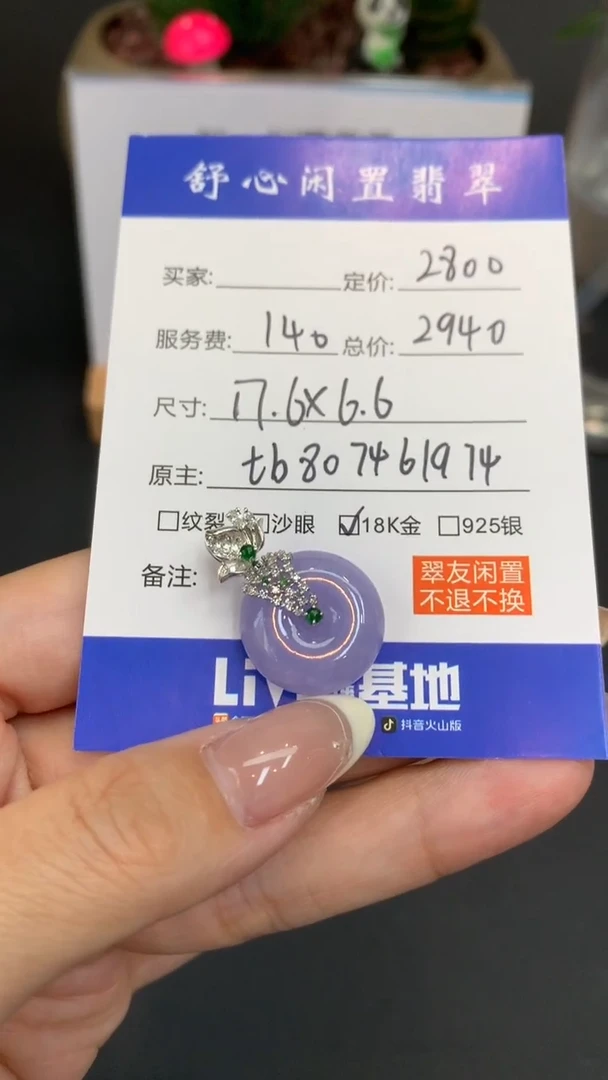 舒心闲置翡翠
买家: 定价: 2800
服务费: 140 总价: 2940
尺寸: 17.6X6.6
原主: tb807461974
纹裂 沙眼 ☑18K金 □925银
备注: 翠友闲置
不退不换
Liv 基地
抖音火山版